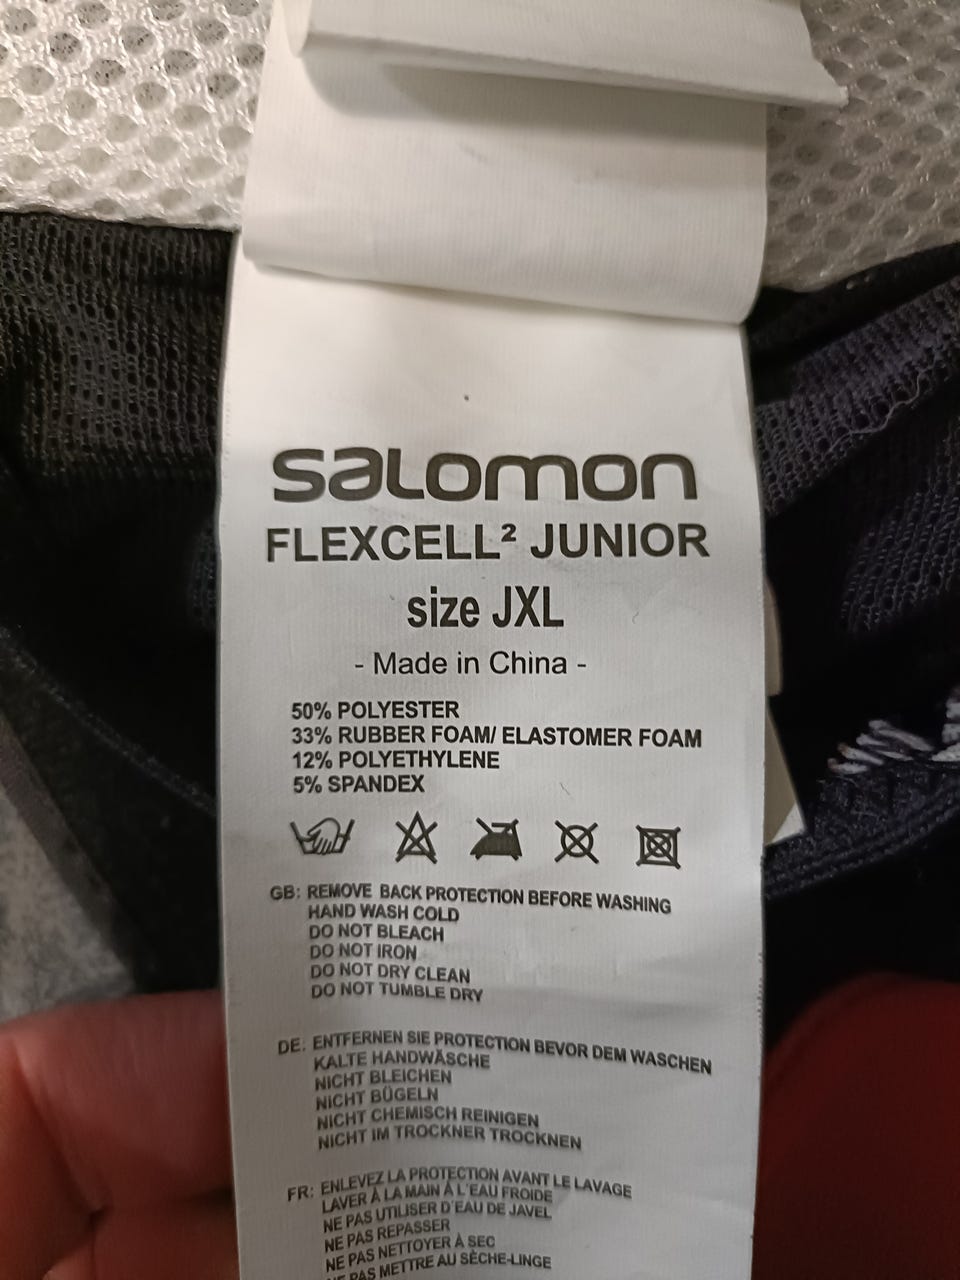 SALOMON
FLEXCELL² JUNIOR
size JXL
- Made in China -
50% POLYESTER
33% RUBBER FOAM/ ELASTOMER FOAM
12% POLYETHYLENE
5% SPANDEX
GB: REMOVE BACK PROTECTION BEFORE WASHING
HAND WASH COLD
DO NOT BLEACH
DO NOT IRON
DO NOT DRY CLEAN
DO NOT TUMBLE DRY
DE: ENTFERNEN SIE PROTECTION BEVOR DEM WASCHEN
KALTE HANDWÄSCHE
NICHT BLEICHEN
NICHT BÜGELN
NICHT CHEMISCH REINIGEN
NICHT IM TROCKNER TROCKNEN
FR: ENLEVEZ LA PROTECTION AVANT LE LAVAGE
LAVER À LA MAIN À L'EAU FROIDE
NE PAS UTILISER D'EAU DE JAVEL
NE PAS REPASSER
NE PAS NETTOYER À SEC
NE PAS METTRE AU SÈCHE-LINGE